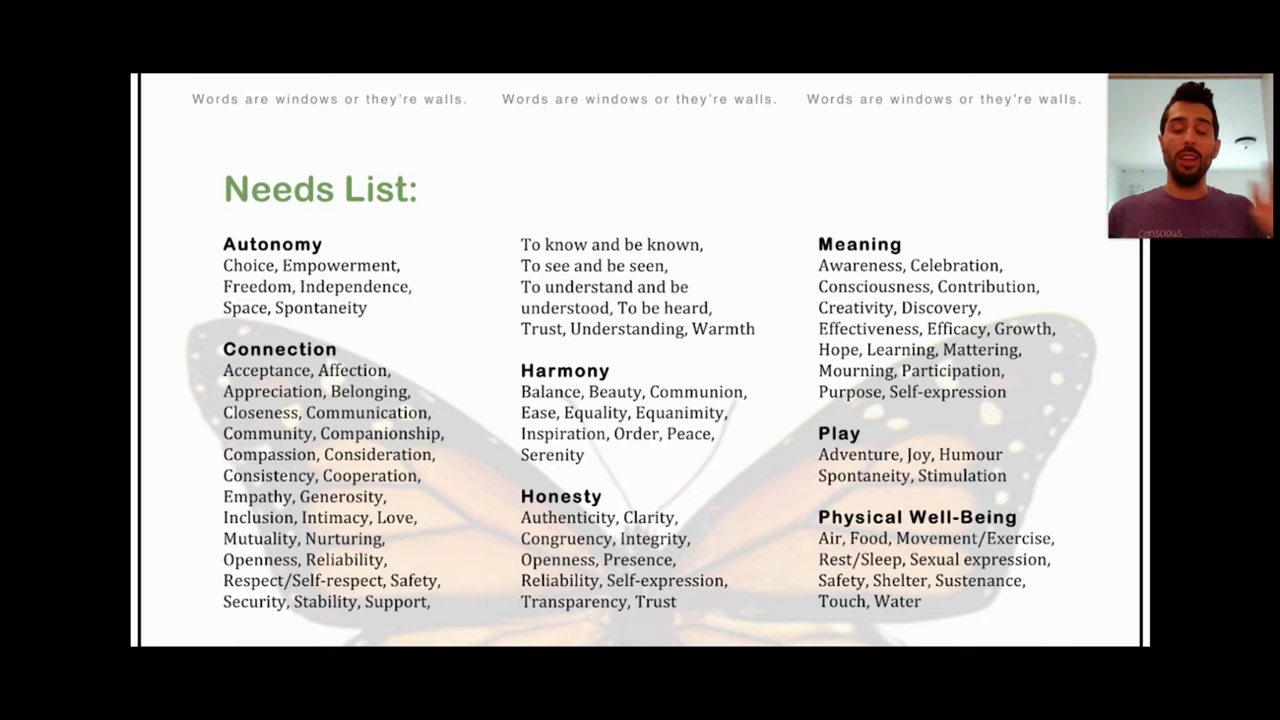 Words are windows or they're walls.
Words are windows or they're walls.
Words are windows or they're walls.
Needs List:
Autonomy
Choice, Empowerment,
Freedom, Independence,
Space, Spontaneity
Connection
Acceptance, Affection,
Appreciation, Belonging,
Closeness, Communication,
Community, Companionship,
Compassion, Consideration,
Consistency, Cooperation,
Empathy, Generosity,
Inclusion, Intimacy, Love,
Mutuality, Nurturing,
Openness, Reliability,
Respect/Self-respect, Safety,
Security, Stability, Support,
To know and be known,
To see and be seen,
To understand and be
understood, To be heard,
Trust, Understanding, Warmth
Harmony
Balance, Beauty, Communion,
Ease, Equality, Equanimity,
Inspiration, Order, Peace,
Serenity
Honesty
Authenticity, Clarity,
Congruency, Integrity,
Openness, Presence,
Reliability, Self-expression,
Transparency, Trust
Meaning
Awareness, Celebration,
Consciousness, Contribution,
Creativity, Discovery,
Effectiveness, Efficacy, Growth,
Hope, Learning, Mattering,
Mourning, Participation,
Purpose, Self-expression
Play
Adventure, Joy, Humour
Spontaneity, Stimulation
Physical Well-Being
Air, Food, Movement/Exercise,
Rest/Sleep, Sexual expression,
Safety, Shelter, Sustenance,
Touch, Water
conscious